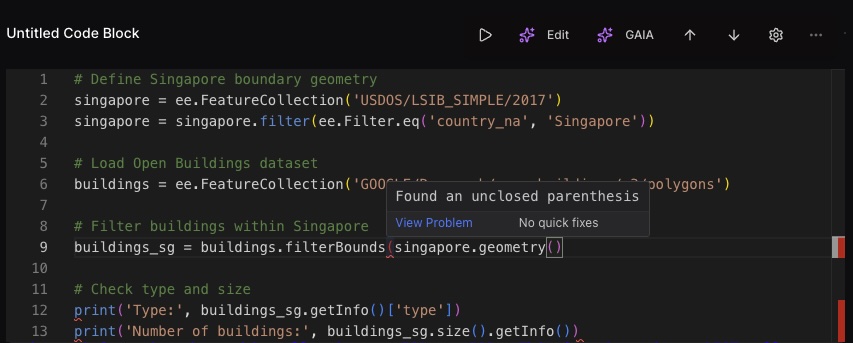 Untitled Code Block
Edit
GAIA
1 # Define Singapore boundary geometry
2 singapore = ee.FeatureCollection('USDOS/LSIB_SIMPLE/2017')
3 singapore = singapore.filter(ee.Filter.eq('country_na', 'Singapore'))
4
5 # Load Open Buildings dataset
6 buildings = ee.FeatureCollection('GOOGLE/ polygons')
Found an unclosed parenthesis
View Problem No quick fixes
7
8 # Filter buildings within Singapore
9 buildings_sg = buildings.filterBounds(singapore.geometry()
10
11 # Check type and size
12 print('Type:', buildings_sg.getInfo()['type'])
13 print('Number of buildings:', buildings_sg.size().getInfo())